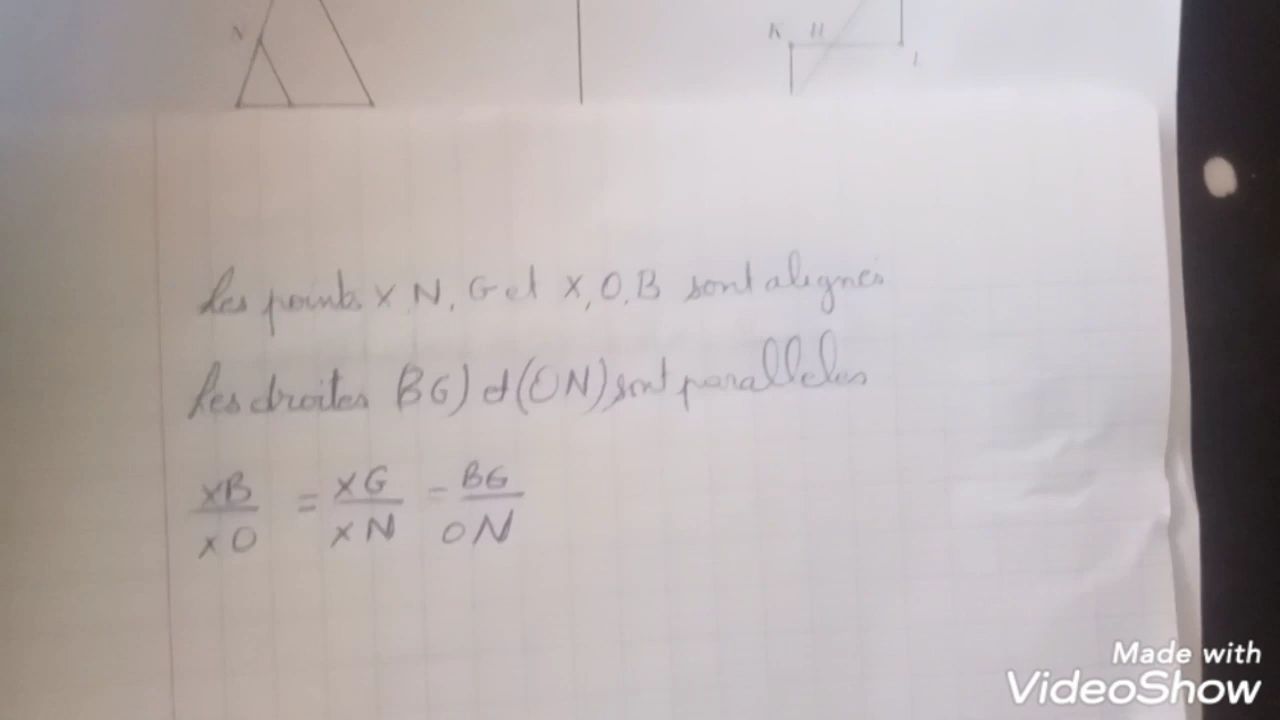 K H
Les points X N, G et X, O, B sont alignés
Les droites BG) et (ON) sont parallèles
XB = XG - BG
XO XN ON
Made with
VideoShow